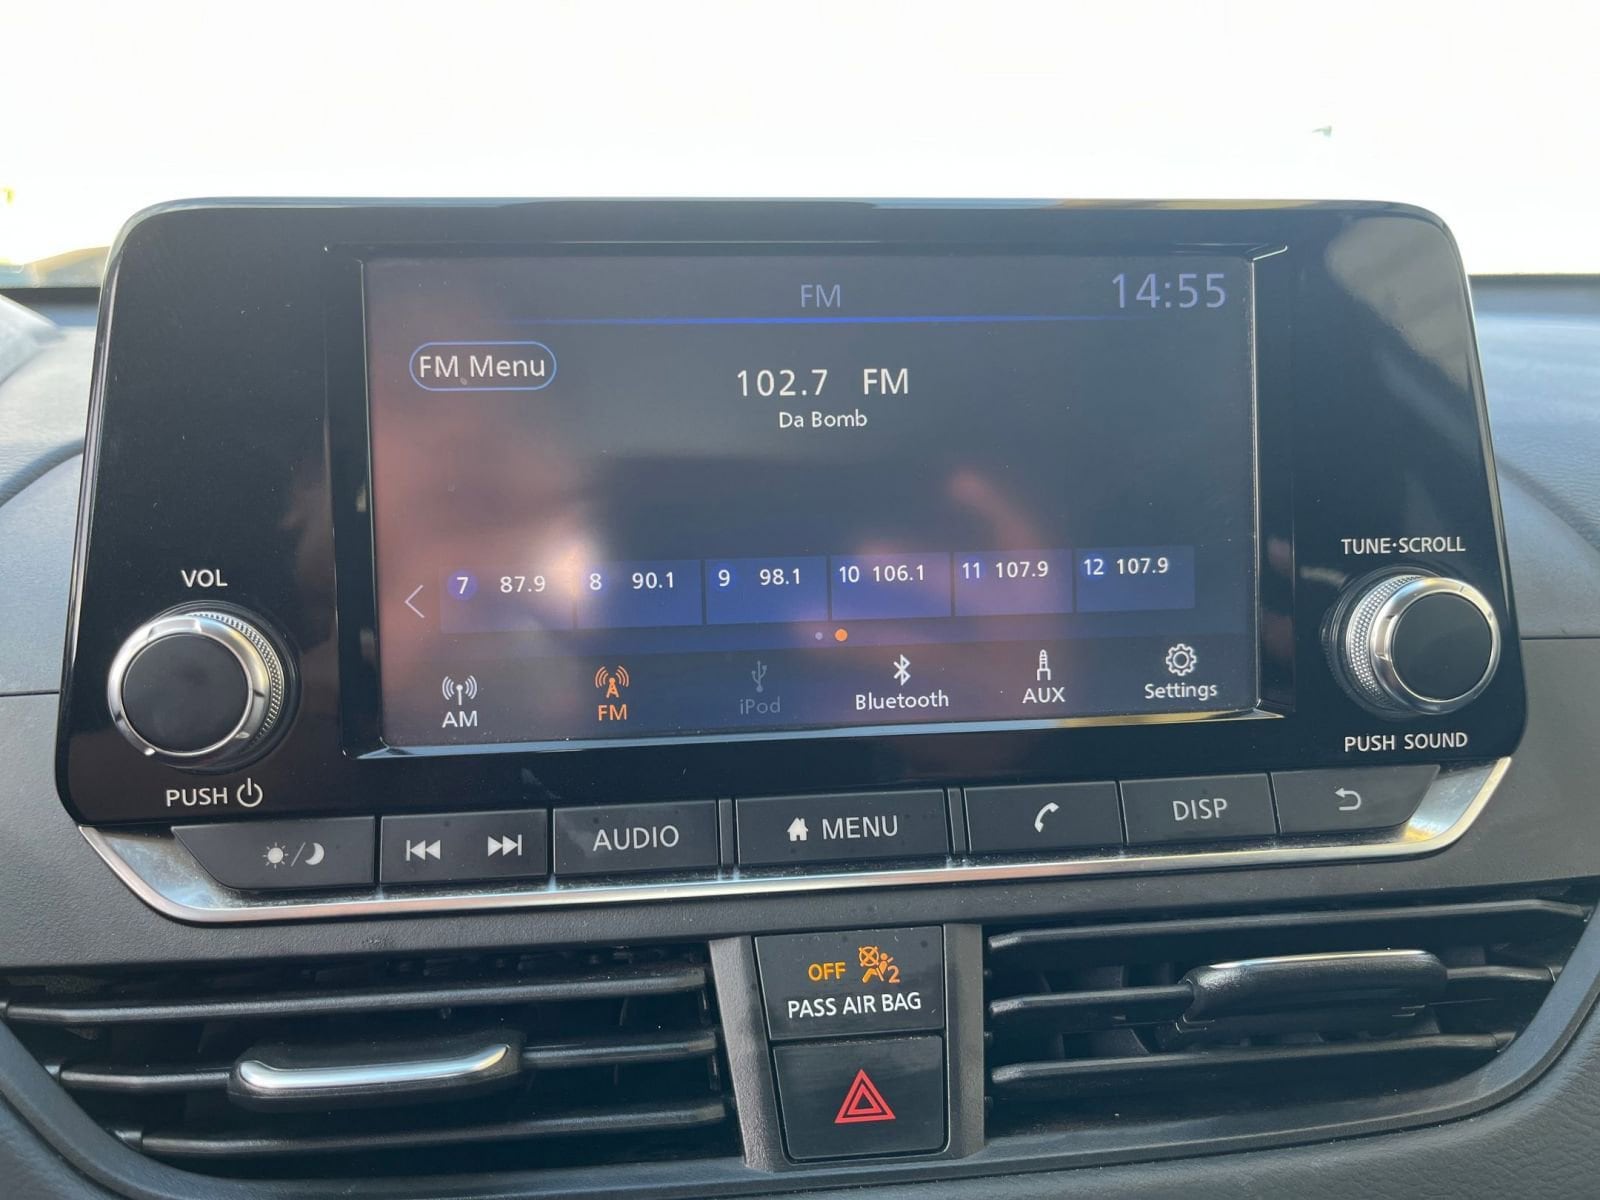 FM 14:55
FM Menu
102.7 FM
Da Bomb
7 87.9 8 90.1 9 98.1 10 106.1 11 107.9 12 107.9
AM FM iPod Bluetooth AUX Settings
VOL
PUSH
TUNE·SCROLL
PUSH SOUND
AUDIO MENU DISP
OFF 2
PASS AIR BAG